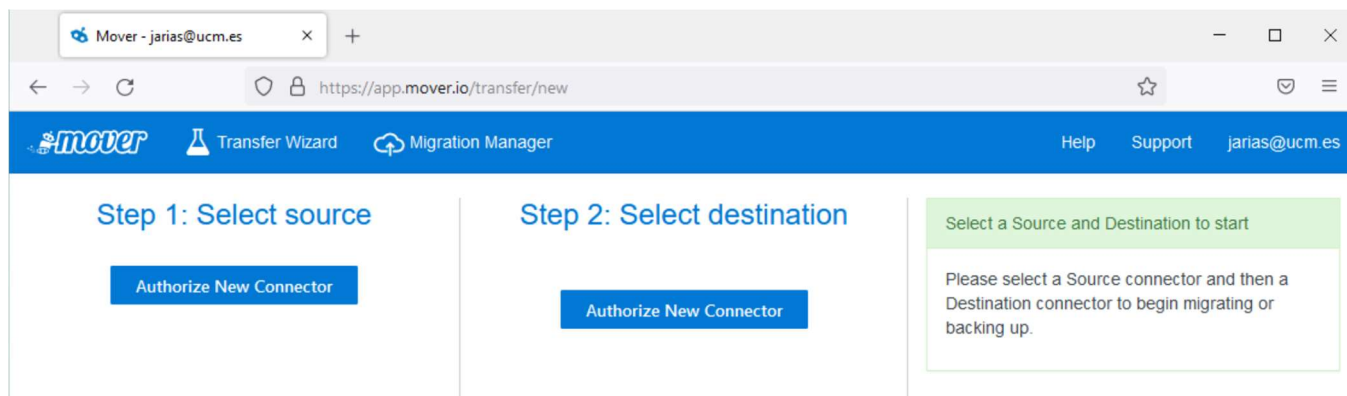 Mover - jarias@ucm.es
https://app.mover.io/transfer/new
mover Transfer Wizard Migration Manager Help Support jarias@ucm.es
Step 1: Select source
Authorize New Connector
Step 2: Select destination
Authorize New Connector
Select a Source and Destination to start
Please select a Source connector and then a
Destination connector to begin migrating or
backing up.